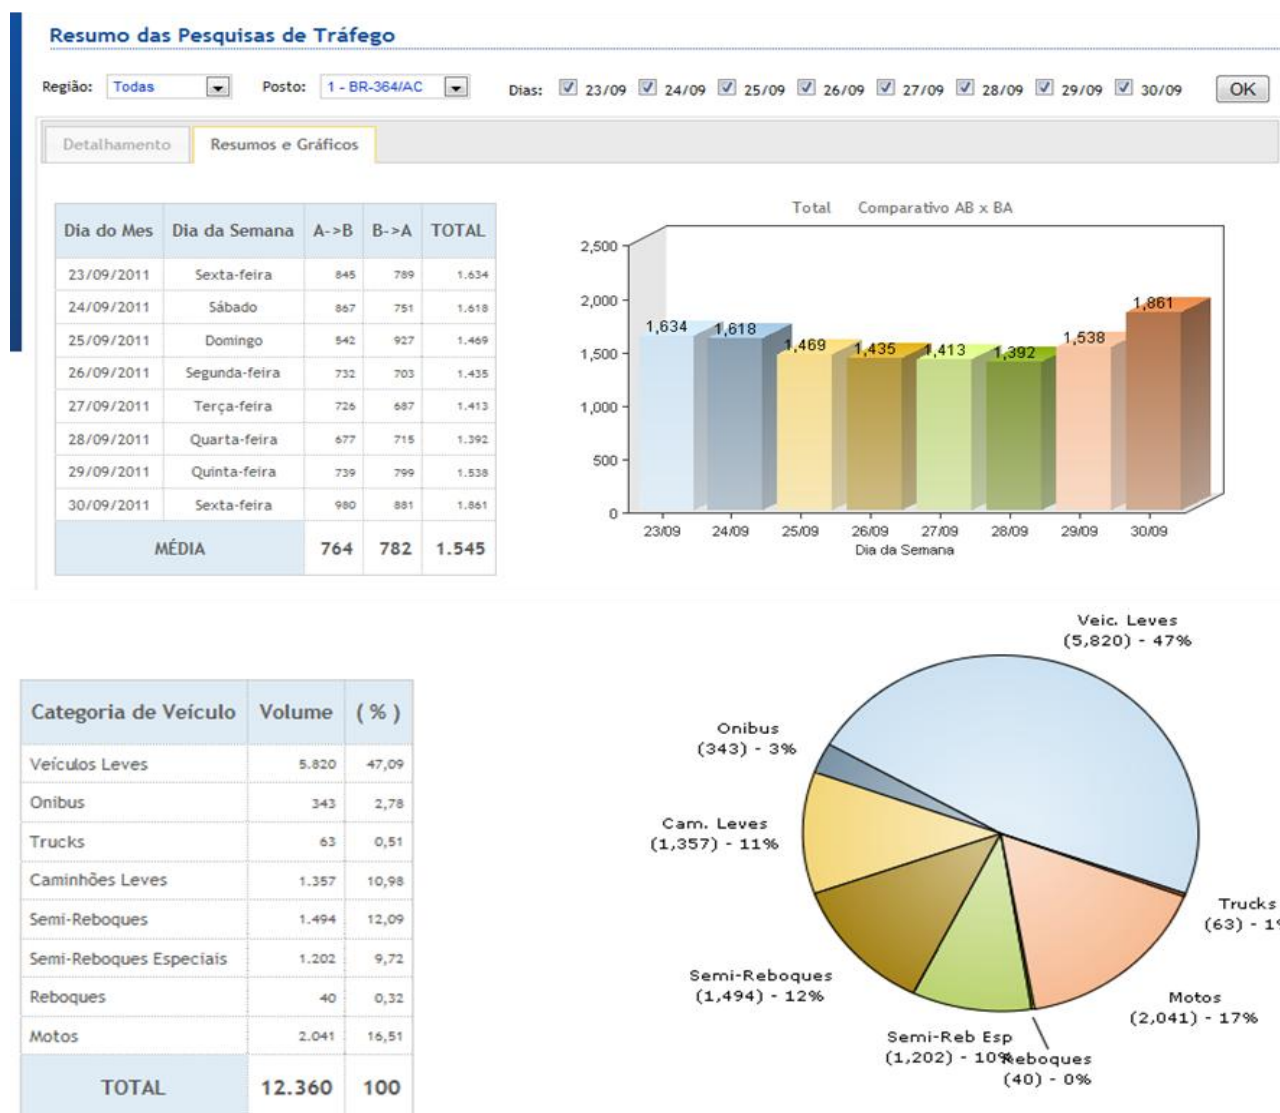 Resumo das Pesquisas de Tráfego
Região: Todas Posto: 1 - BR-364/AC Dias: 23/09 24/09 25/09 26/09 27/09 28/09 29/09 30/09 OK
Detalhamento Resumos e Gráficos
Dia do Mes Dia da Semana A->B B->A TOTAL
23/09/2011 Sexta-feira 845 789 1.634
24/09/2011 Sábado 867 751 1.618
25/09/2011 Domingo 542 927 1.469
26/09/2011 Segunda-feira 732 703 1.435
27/09/2011 Terça-feira 726 687 1.413
28/09/2011 Quarta-feira 677 715 1.392
29/09/2011 Quinta-feira 739 799 1.538
30/09/2011 Sexta-feira 980 881 1.861
MÉDIA 764 782 1.545
Total Comparativo AB x BA
2,500
2,000
1,500
1,000
500
0
1,634 1,618 1,469 1,435 1,413 1,392 1,538 1,861
23/09 24/09 25/09 26/09 27/09 28/09 29/09 30/09
Dia da Semana
Categoria de Veículo Volume ( % )
Veículos Leves 5.820 47,09
Onibus 343 2,78
Trucks 63 0,51
Caminhões Leves 1.357 10,98
Semi-Reboques 1.494 12,09
Semi-Reboques Especiais 1.202 9,72
Reboques 40 0,32
Motos 2.041 16,51
TOTAL 12.360 100
Veic. Leves
(5,820) - 47%
Onibus
(343) - 3%
Cam. Leves
(1,357) - 11%
Trucks
(63) - 1%
Semi-Reboques
(1,494) - 12%
Motos
(2,041) - 17%
Semi-Reb Esp
(1,202) - 10%
Reboques
(40) - 0%